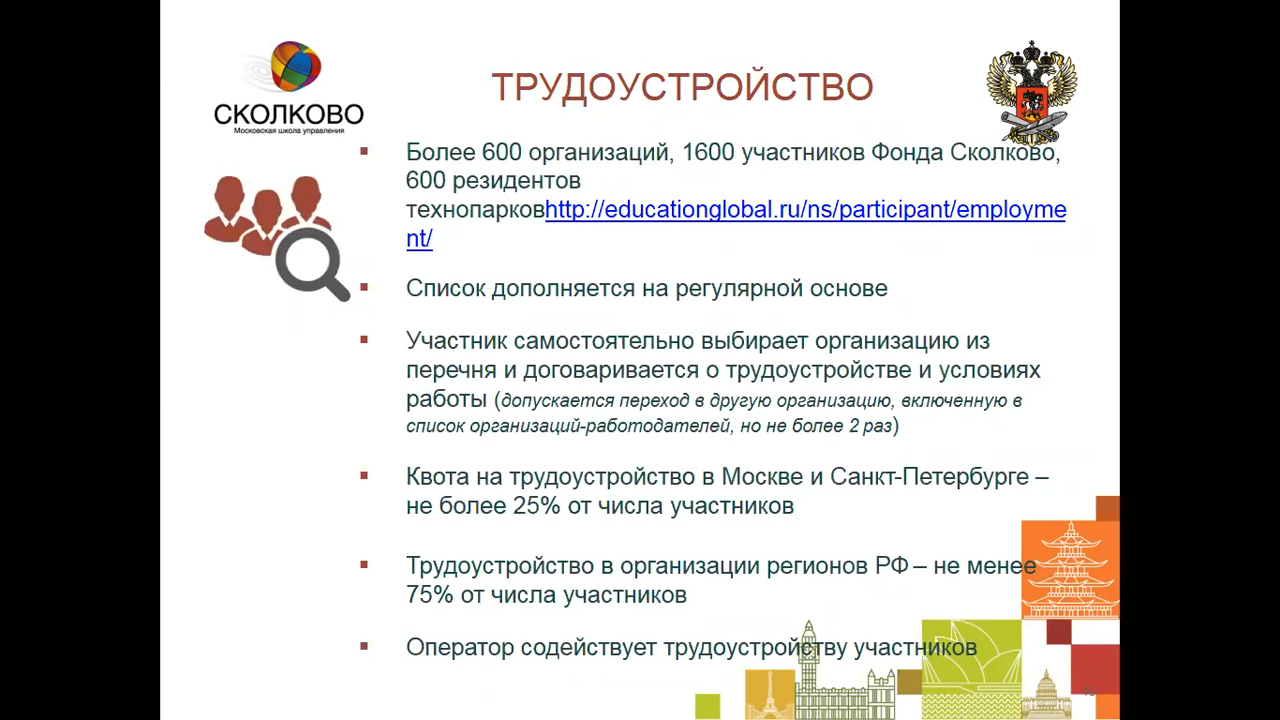 СКОЛКОВО
Московская школа управления
ТРУДОУСТРОЙСТВО
Более 600 организаций, 1600 участников Фонда Сколково,
600 резидентов
технопарковhttp://educationglobal.ru/ns/participant/employme
nt/
Список дополняется на регулярной основе
Участник самостоятельно выбирает организацию из
перечня и договаривается о трудоустройстве и условиях
работы (допускается переход в другую организацию, включенную в
список организаций-работодателей, но не более 2 раз)
Квота на трудоустройство в Москве и Санкт-Петербурге –
не более 25% от числа участников
Трудоустройство в организации регионов РФ – не менее
75% от числа участников
Оператор содействует трудоустройству участников